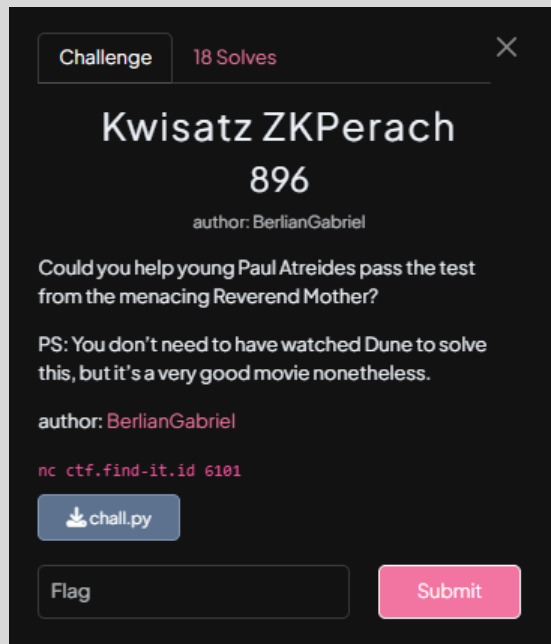 Challenge
18 Solves
Kwisatz ZKPerach
896
author: BerlianGabriel
Could you help young Paul Atreides pass the test
from the menacing Reverend Mother?
PS: You don't need to have watched Dune to solve
this, but it's a very good movie nonetheless.
author: BerlianGabriel
nc ctf.find-it.id 6101
chall.py
Flag
Submit